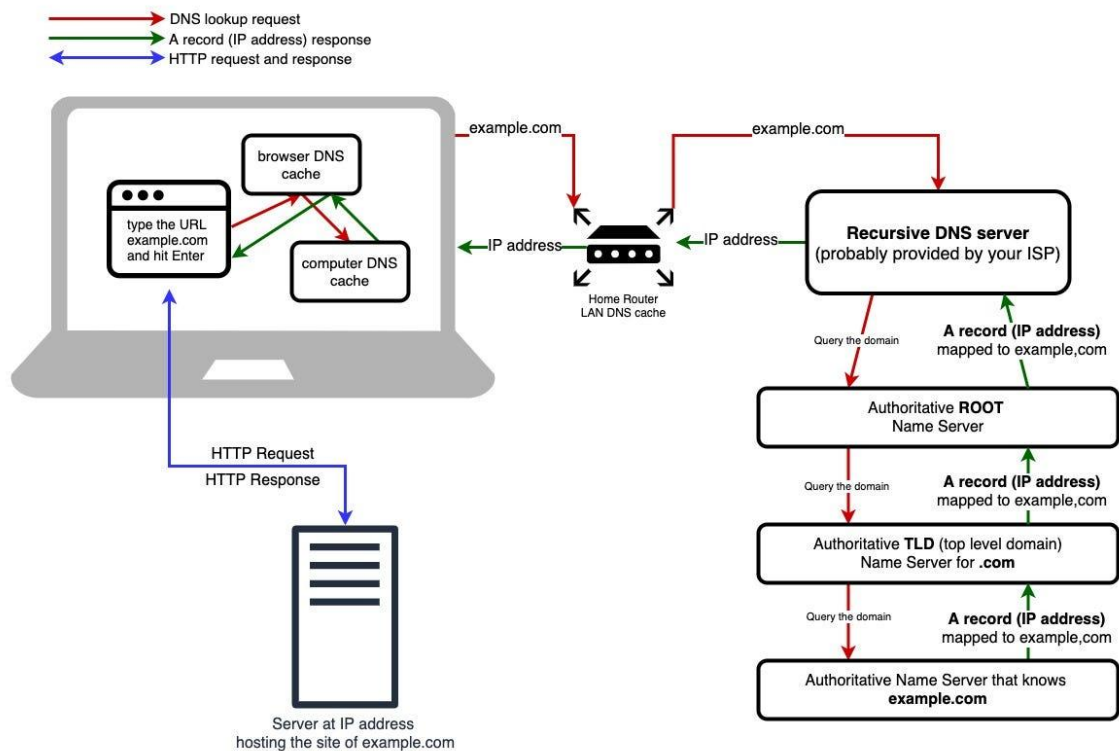 DNS lookup request
A record (IP address) response
HTTP request and response
browser DNS
cache
type the URL
example.com
and hit Enter
computer DNS
cache
example.com
IP address
Home Router
LAN DNS cache
example.com
IP address
Recursive DNS server
(probably provided by your ISP)
Query the domain
A record (IP address)
mapped to example,com
Authoritative ROOT
Name Server
Query the domain
A record (IP address)
mapped to example,com
Authoritative TLD (top level domain)
Name Server for .com
Query the domain
A record (IP address)
mapped to example,com
Authoritative Name Server that knows
example.com
HTTP Request
HTTP Response
Server at IP address
hosting the site of example.com